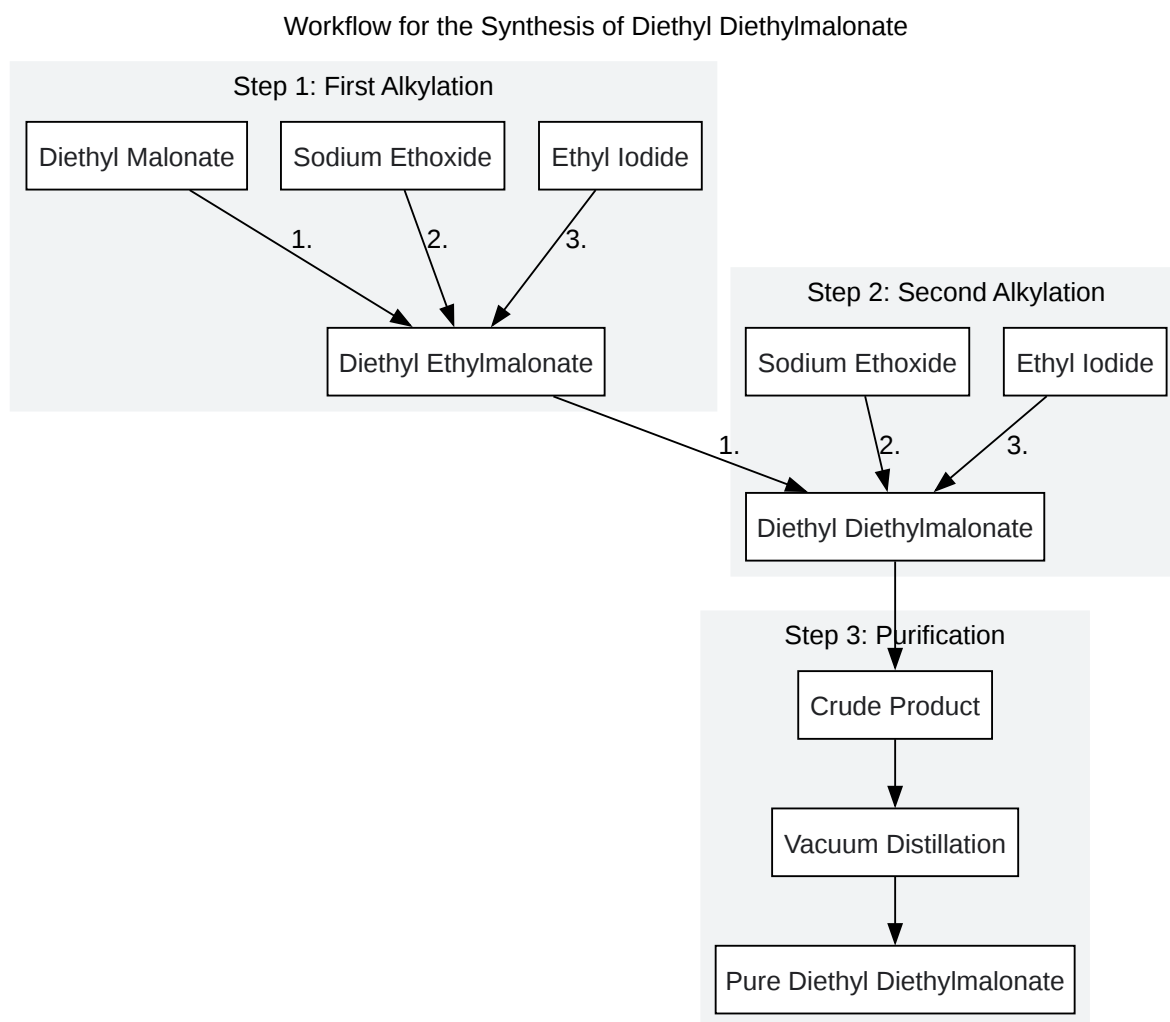 Workflow for the Synthesis of Diethyl Diethylmalonate
Step 1: First Alkylation
Diethyl Malonate
Sodium Ethoxide
Ethyl Iodide
1.
2.
3.
Diethyl Ethylmalonate
Step 2: Second Alkylation
Sodium Ethoxide
Ethyl Iodide
1.
2.
3.
Diethyl Diethylmalonate
Step 3: Purification
Crude Product
Vacuum Distillation
Pure Diethyl Diethylmalonate